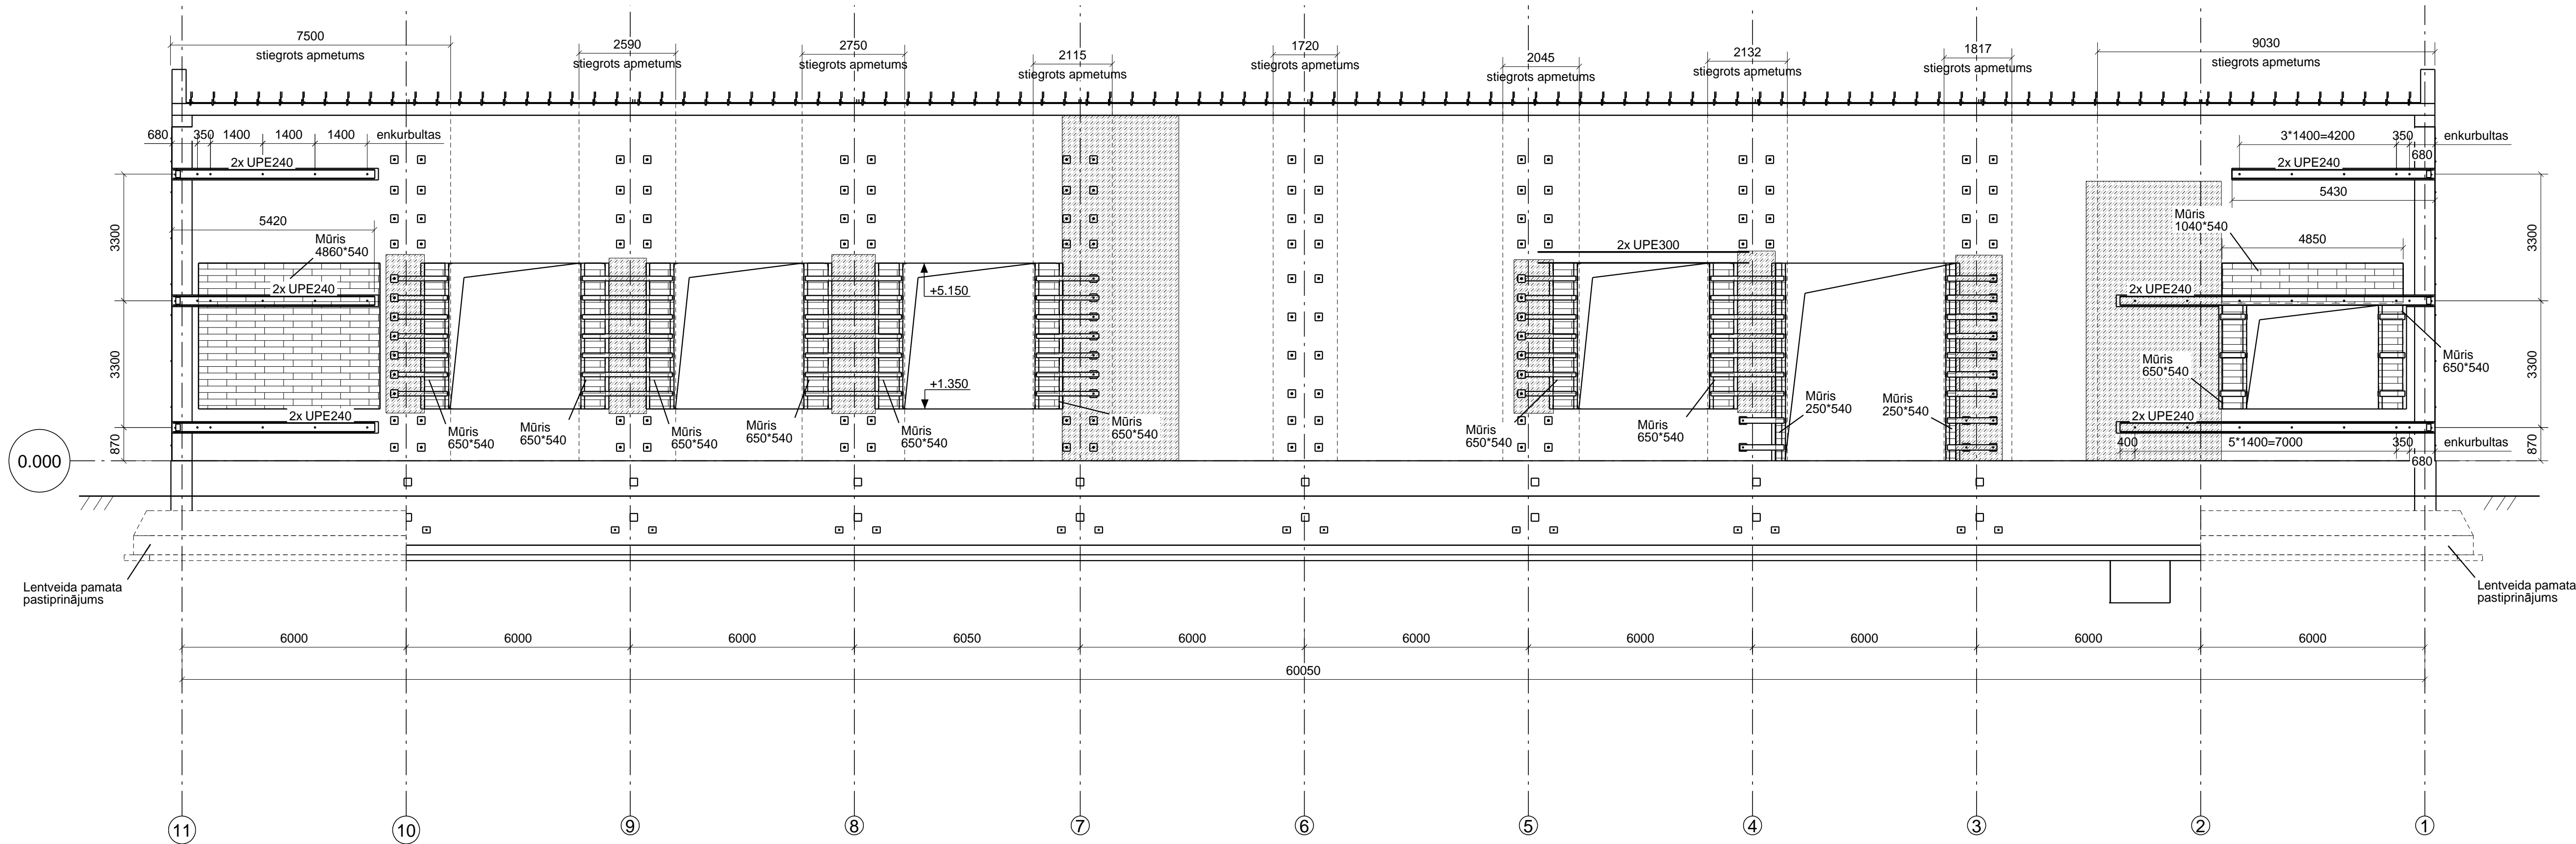 7500
stiegrots apmetums
2590
stiegrots apmetums
2750
stiegrots apmetums
2115
stiegrots apmetums
1720
stiegrots apmetums
2045
stiegrots apmetums
2132
stiegrots apmetums
1817
stiegrots apmetums
9030
stiegrots apmetums
680 350 1400 1400 1400 enkurbultas
2x UPE240
3*1400=4200 350 enkurbultas
680
2x UPE240
5430
3300
5420
Mūris
4860*540
2x UPE240
3300
2x UPE240
870
0.000
+5.150
+1.350
Mūris
650*540
Mūris
650*540
Mūris
650*540
Mūris
650*540
Mūris
650*540
Mūris
650*540
2x UPE300
Mūris
650*540
Mūris
650*540
Mūris
250*540
Mūris
250*540
Mūris
1040*540
4850
3300
2x UPE240
Mūris
650*540
Mūris
650*540
3300
2x UPE240
400 5*1400=7000 350 enkurbultas
680
870
Lentveida pamata
pastiprinājums
Lentveida pamata
pastiprinājums
6000 6000 6000 6050 6000 6000 6000 6000 6000 6000
60050
11 10 9 8 7 6 5 4 3 2 1